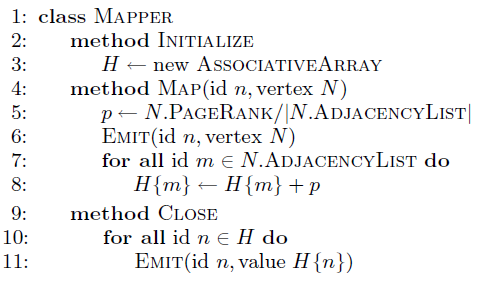 1: class MAPPER
2: method INITIALIZE
3: H ← new ASSOCIATIVEARRAY
4: method MAP(id n, vertex N)
5: p ← N.PAGERANK/|N.ADJACENCYLIST|
6: EMIT(id n, vertex N)
7: for all id m ∈ N.ADJACENCYLIST do
8: H{m} ← H{m} + p
9: method CLOSE
10: for all id n ∈ H do
11: EMIT(id n, value H{n})